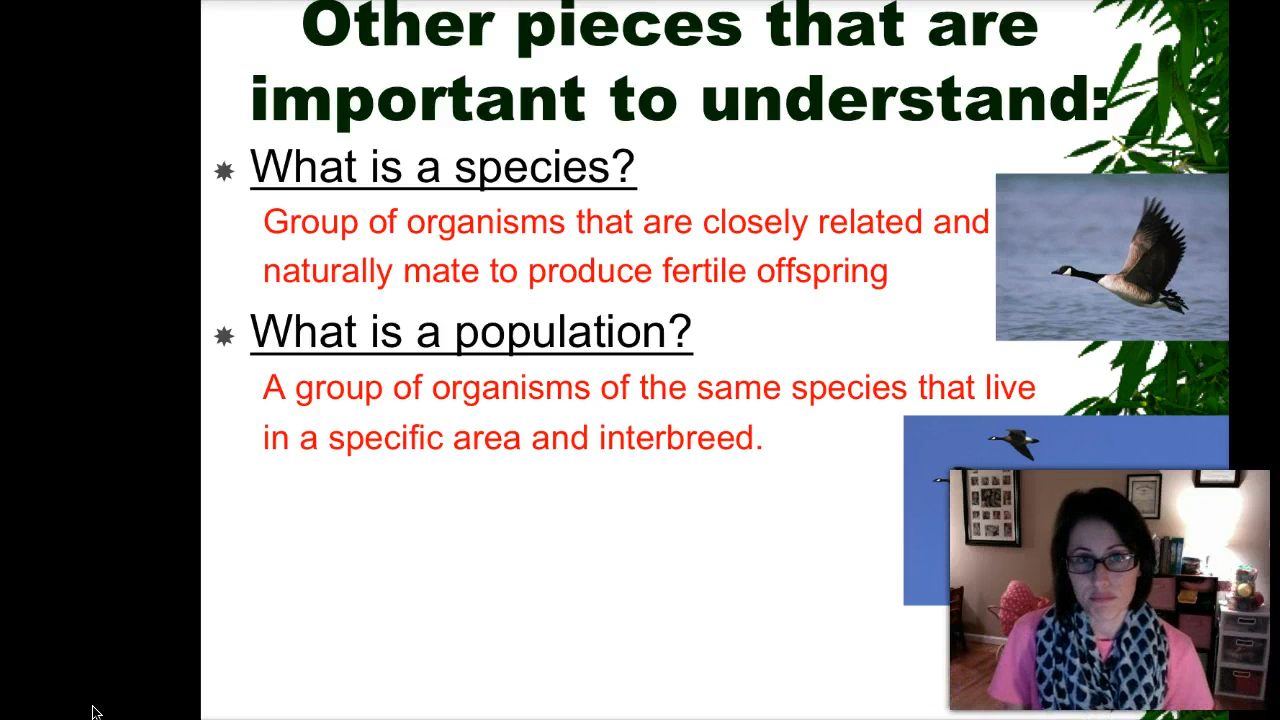 Other pieces that are
important to understand:
What is a species?
Group of organisms that are closely related and
naturally mate to produce fertile offspring
What is a population?
A group of organisms of the same species that live
in a specific area and interbreed.